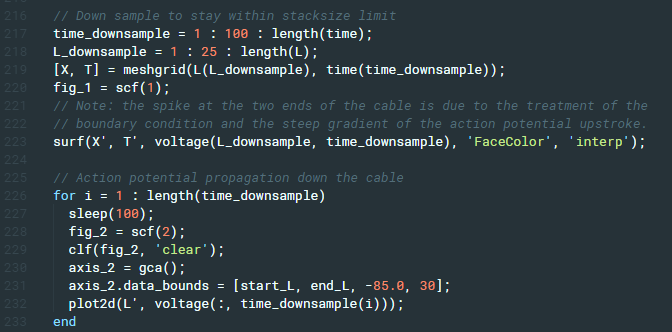 216 // Down sample to stay within stacksize limit
217 time_downsample = 1 : 100 : length(time);
218 L_downsample = 1 : 25 : length(L);
219 [X, T] = meshgrid(L(L_downsample), time(time_downsample));
220 fig_1 = scf(1);
221 // Note: the spike at the two ends of the cable is due to the treatment of the
222 // boundary condition and the steep gradient of the action potential upstroke.
223 surf(X', T', voltage(L_downsample, time_downsample), 'FaceColor', 'interp');
224
225 // Action potential propagation down the cable
226 for i = 1 : length(time_downsample)
227 sleep(100);
228 fig_2 = scf(2);
229 clf(fig_2, 'clear');
230 axis_2 = gca();
231 axis_2.data_bounds = [start_L, end_L, -85.0, 30];
232 plot2d(L', voltage(:, time_downsample(i)));
233 end